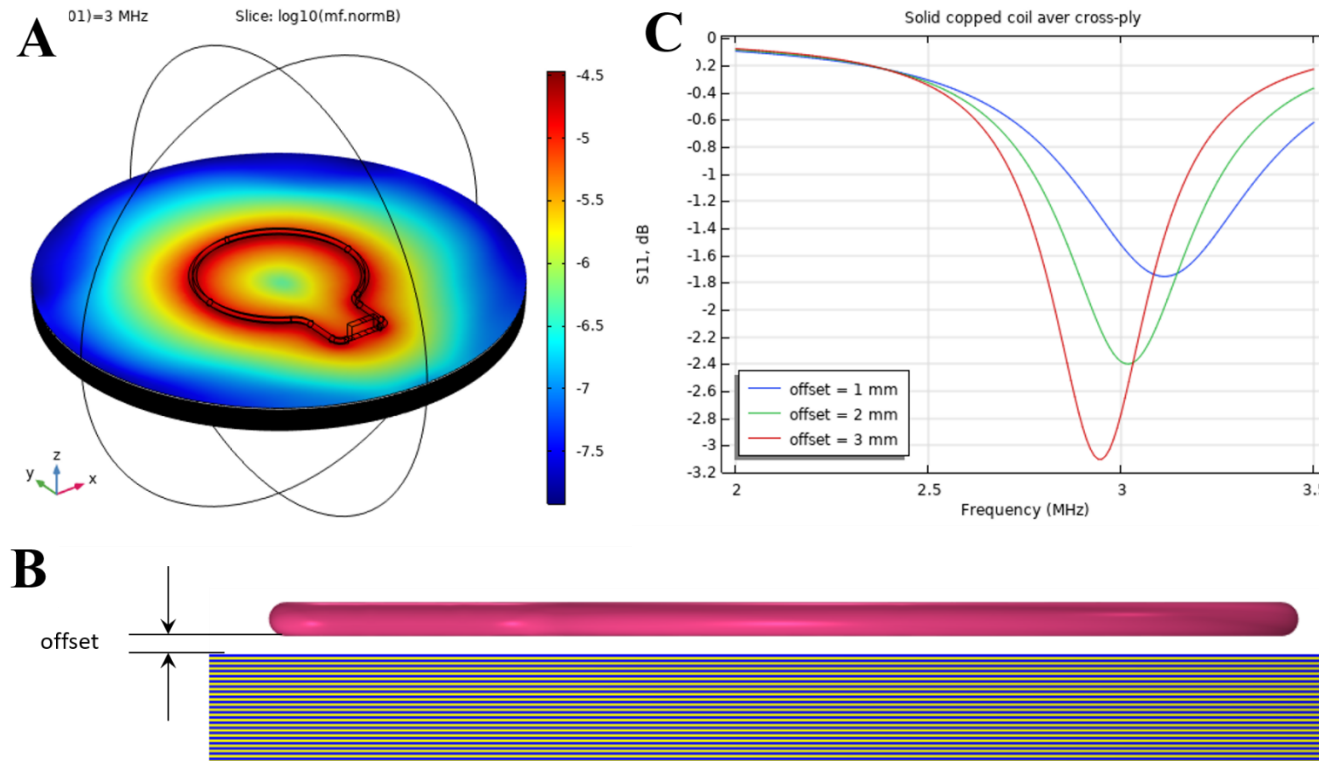 A
01)=3 MHz
Slice: log10(mf.normB)
-4.5
-5
-5.5
-6
-6.5
-7
-7.5
z
y
x
C
Solid copped coil aver cross-ply
0
1.2
-0.4
-0.6
-0.8
-1
-1.2
-1.4
-1.6
-1.8
-2
-2.2
-2.4
-2.6
-2.8
-3
-3.2
S11, dB
offset = 1 mm
offset = 2 mm
offset = 3 mm
2
2.5
3
3.5
Frequency (MHz)
B
offset